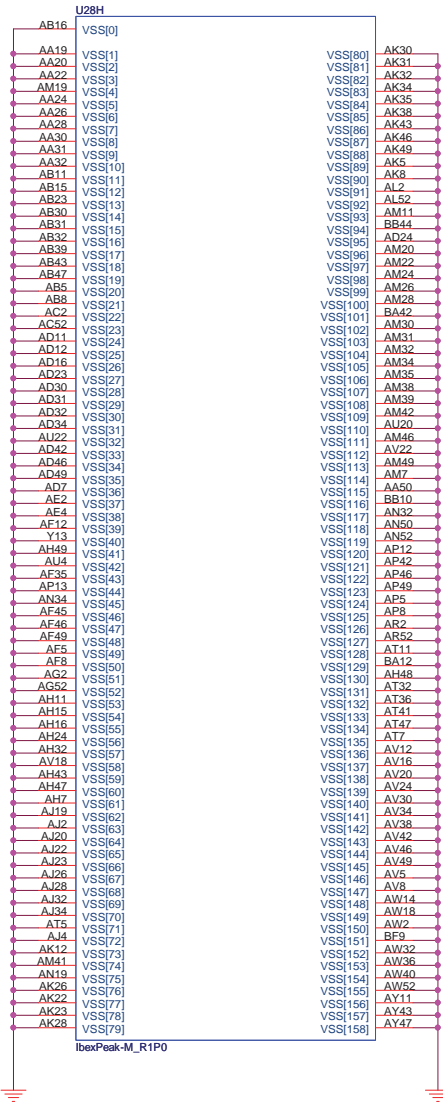 U28H
AB16 VSS[0]
AA19 VSS[1] VSS[80] AK30
AA20 VSS[2] VSS[81] AK31
AA22 VSS[3] VSS[82] AK32
AM19 VSS[4] VSS[83] AK34
AA24 VSS[5] VSS[84] AK35
AA26 VSS[6] VSS[85] AK38
AA28 VSS[7] VSS[86] AK43
AA30 VSS[8] VSS[87] AK46
AA31 VSS[9] VSS[88] AK49
AA32 VSS[10] VSS[89] AK5
AB11 VSS[11] VSS[90] AK8
AB15 VSS[12] VSS[91] AL2
AB23 VSS[13] VSS[92] AL52
AB30 VSS[14] VSS[93] AM11
AB31 VSS[15] VSS[94] BB44
AB32 VSS[16] VSS[95] AD24
AB39 VSS[17] VSS[96] AM20
AB43 VSS[18] VSS[97] AM22
AB47 VSS[19] VSS[98] AM24
AB5 VSS[20] VSS[99] AM26
AB8 VSS[21] VSS[100] AM28
AC2 VSS[22] VSS[101] BA42
AC52 VSS[23] VSS[102] AM30
AD11 VSS[24] VSS[103] AM31
AD12 VSS[25] VSS[104] AM32
AD16 VSS[26] VSS[105] AM34
AD23 VSS[27] VSS[106] AM35
AD30 VSS[28] VSS[107] AM38
AD31 VSS[29] VSS[108] AM39
AD32 VSS[30] VSS[109] AM42
AD34 VSS[31] VSS[110] AU20
AU22 VSS[32] VSS[111] AM46
AD42 VSS[33] VSS[112] AV22
AD46 VSS[34] VSS[113] AM49
AD49 VSS[35] VSS[114] AM7
AD7 VSS[36] VSS[115] AA50
AE2 VSS[37] VSS[116] BB10
AE4 VSS[38] VSS[117] AN32
AF12 VSS[39] VSS[118] AN50
Y13 VSS[40] VSS[119] AN52
AH49 VSS[41] VSS[120] AP12
AU4 VSS[42] VSS[121] AP42
AF35 VSS[43] VSS[122] AP46
AP13 VSS[44] VSS[123] AP49
AN34 VSS[45] VSS[124] AP5
AF45 VSS[46] VSS[125] AP8
AF46 VSS[47] VSS[126] AR2
AF49 VSS[48] VSS[127] AR52
AF5 VSS[49] VSS[128] AT11
AF8 VSS[50] VSS[129] BA12
AG2 VSS[51] VSS[130] AH48
AG52 VSS[52] VSS[131] AT32
AH11 VSS[53] VSS[132] AT36
AH15 VSS[54] VSS[133] AT41
AH16 VSS[55] VSS[134] AT47
AH24 VSS[56] VSS[135] AT7
AH32 VSS[57] VSS[136] AV12
AV18 VSS[58] VSS[137] AV16
AH43 VSS[59] VSS[138] AV20
AH47 VSS[60] VSS[139] AV24
AH7 VSS[61] VSS[140] AV30
AJ19 VSS[62] VSS[141] AV34
AJ2 VSS[63] VSS[142] AV38
AJ20 VSS[64] VSS[143] AV42
AJ22 VSS[65] VSS[144] AV46
AJ23 VSS[66] VSS[145] AV49
AJ26 VSS[67] VSS[146] AV5
AJ28 VSS[68] VSS[147] AV8
AJ32 VSS[69] VSS[148] AW14
AJ34 VSS[70] VSS[149] AW18
AT5 VSS[71] VSS[150] AW2
AJ4 VSS[72] VSS[151] BF9
AK12 VSS[73] VSS[152] AW32
AM41 VSS[74] VSS[153] AW36
AN19 VSS[75] VSS[154] AW40
AK26 VSS[76] VSS[155] AW52
AK22 VSS[77] VSS[156] AY11
AK23 VSS[78] VSS[157] AY43
AK28 VSS[79] VSS[158] AY47
IbexPeak-M_R1P0